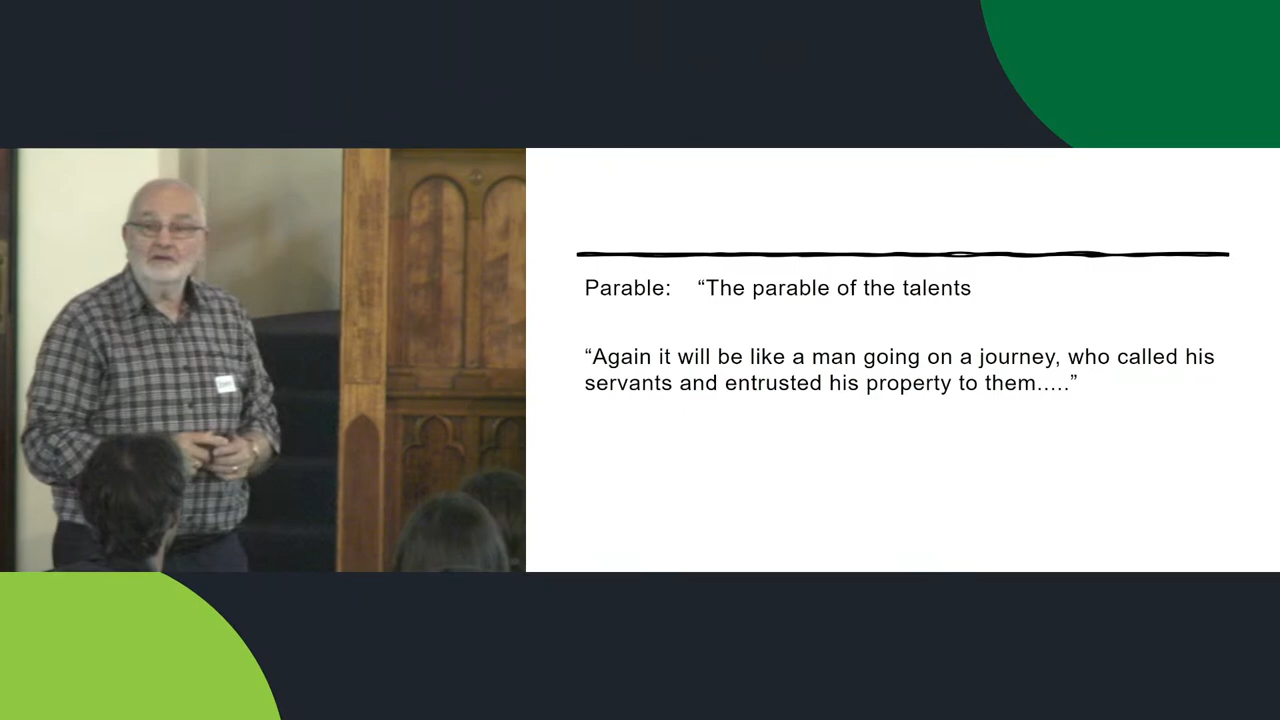 Parable:    “The parable of the talents
“Again it will be like a man going on a journey, who called his
servants and entrusted his property to them.....”